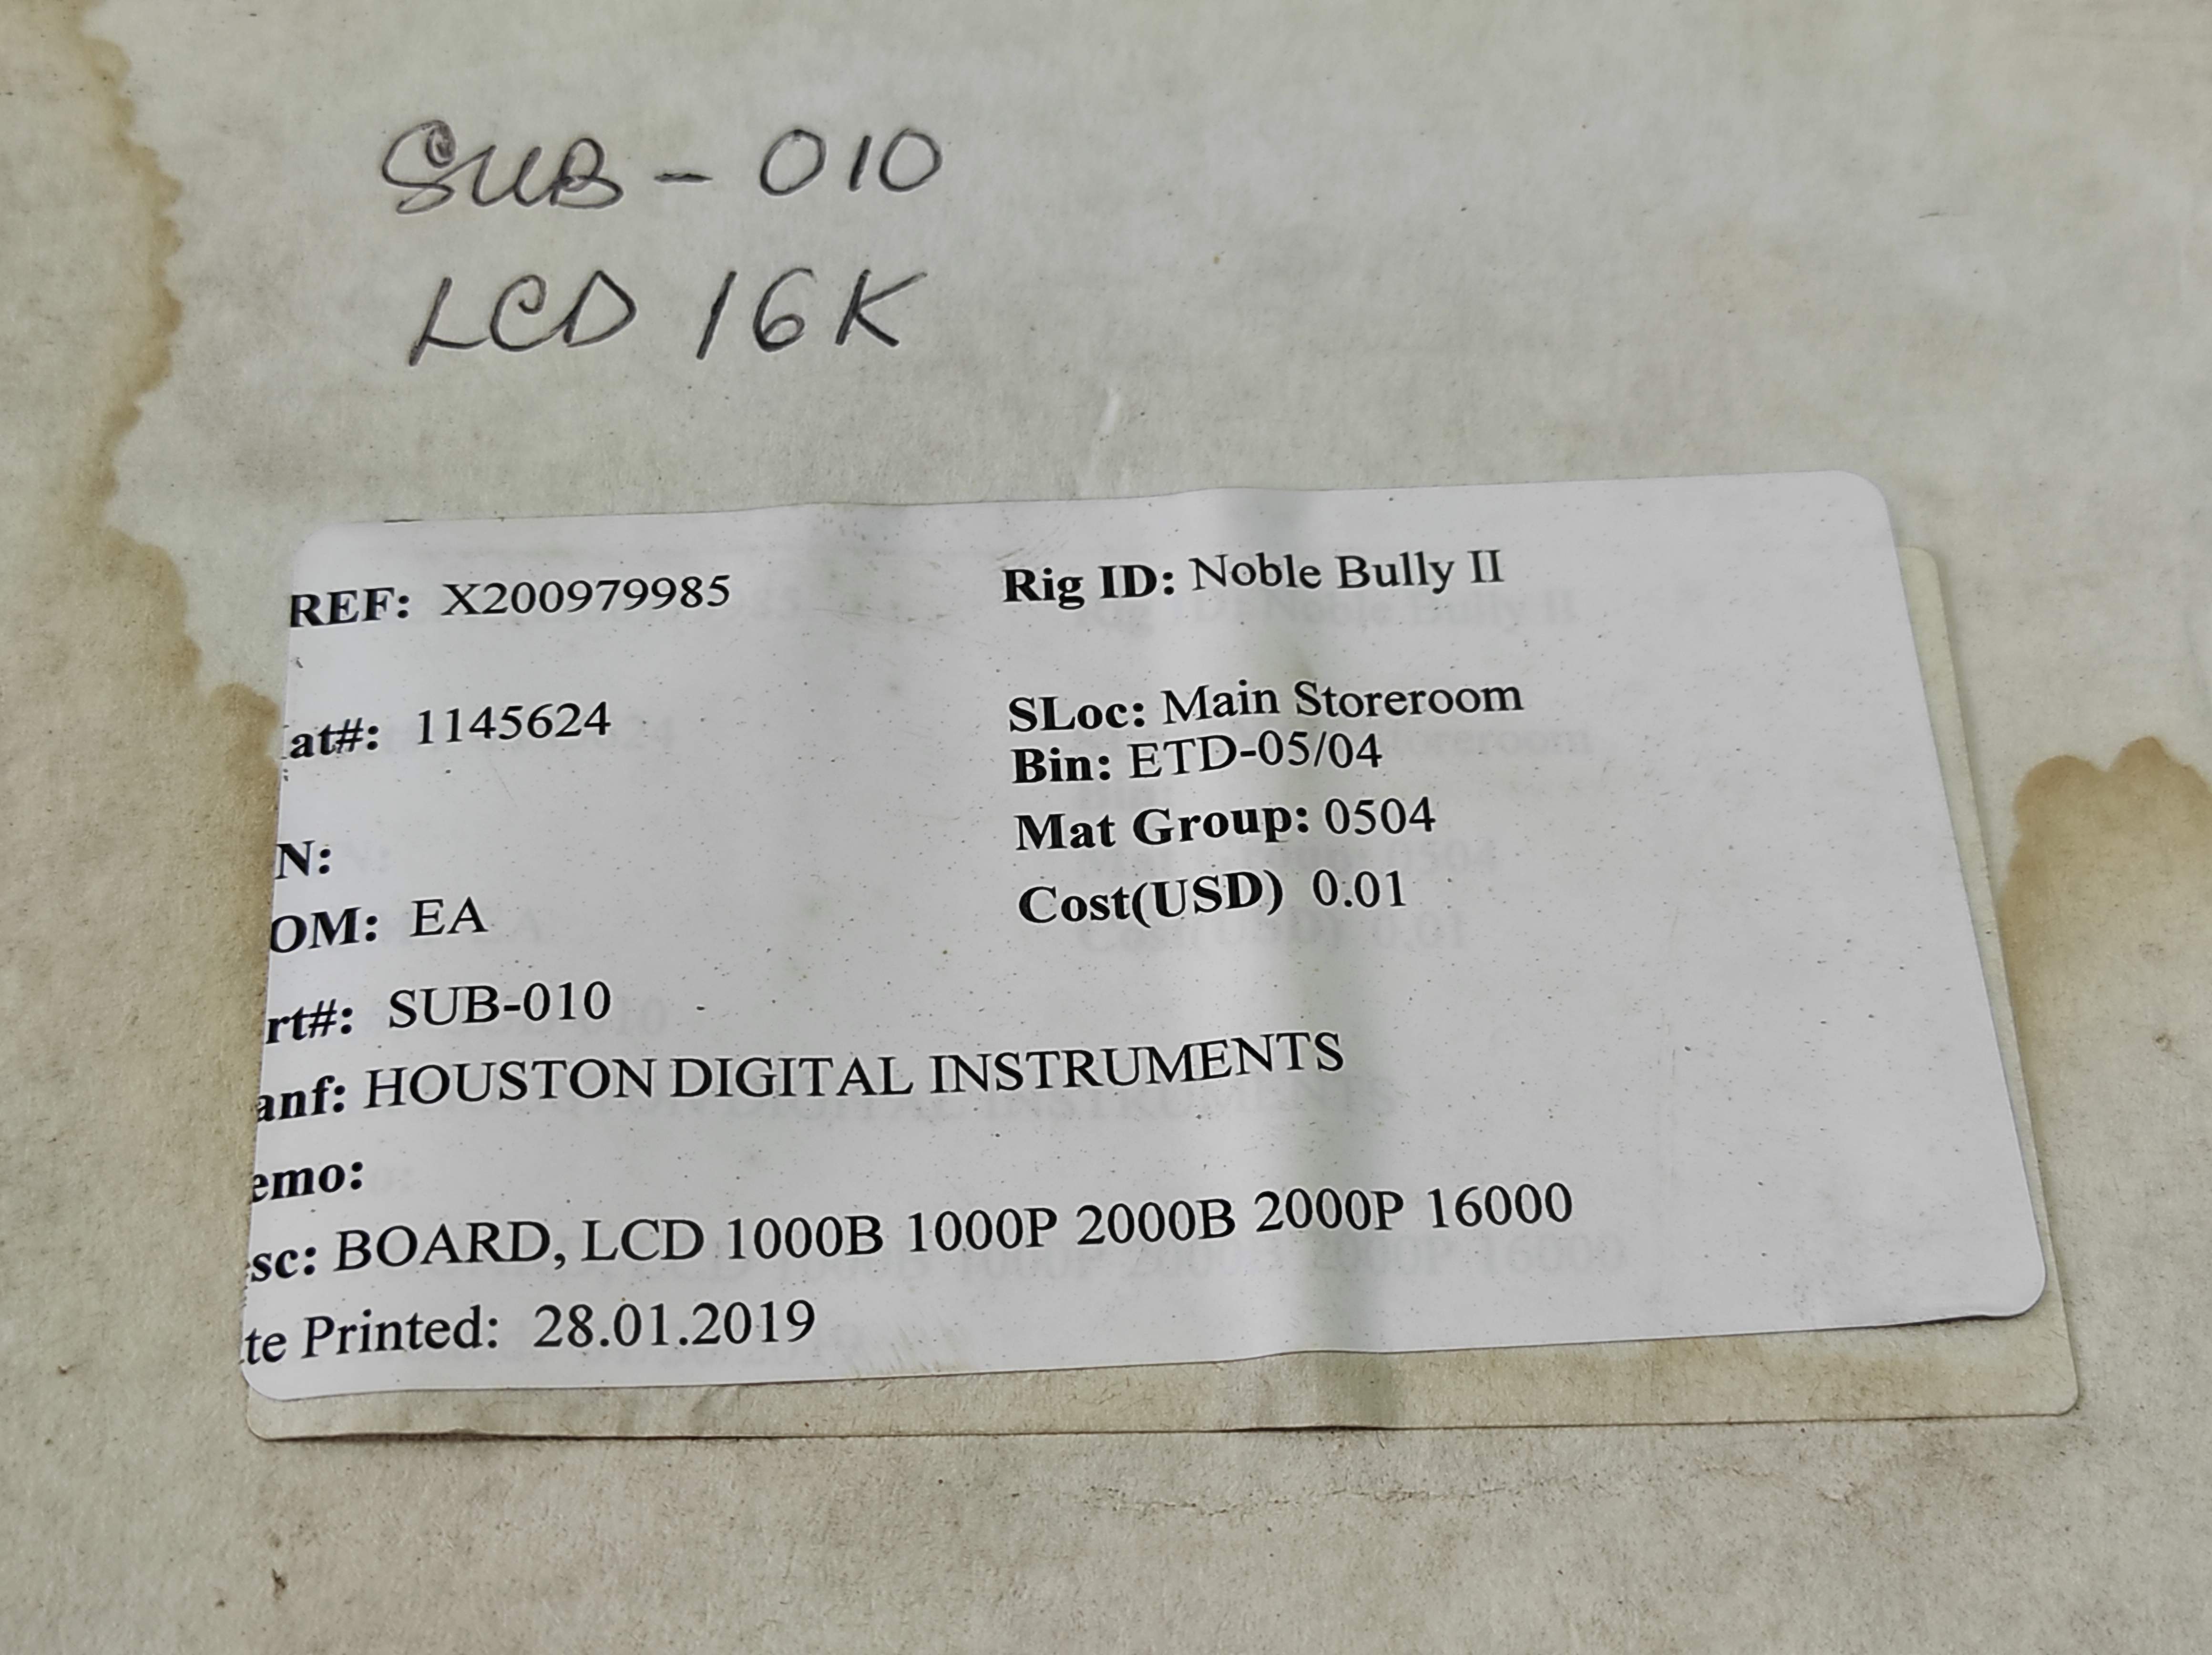 SUB - 010
LCD 16K
REF: X200979985
Rig ID: Noble Bully II
at#: 1145624
SLoc: Main Storeroom
Bin: ETD-05/04
Mat Group: 0504
N:
Cost(USD) 0.01
OM: EA
rt#: SUB-010
anf: HOUSTON DIGITAL INSTRUMENTS
emo:
sc: BOARD, LCD 1000B 1000P 2000B 2000P 16000
te Printed: 28.01.2019